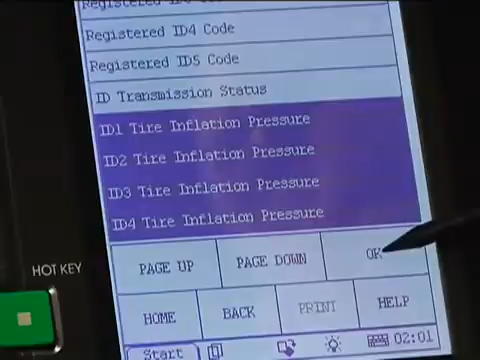 Registered
Registered ID4 Code
Registered ID5 Code
ID Transmission Status
ID1 Tire Inflation Pressure
ID2 Tire Inflation Pressure
ID3 Tire Inflation Pressure
ID4 Tire Inflation Pressure
PAGE UP PAGE DOWN OK
HOT KEY
HOME BACK PRINT HELP
Start 02:01